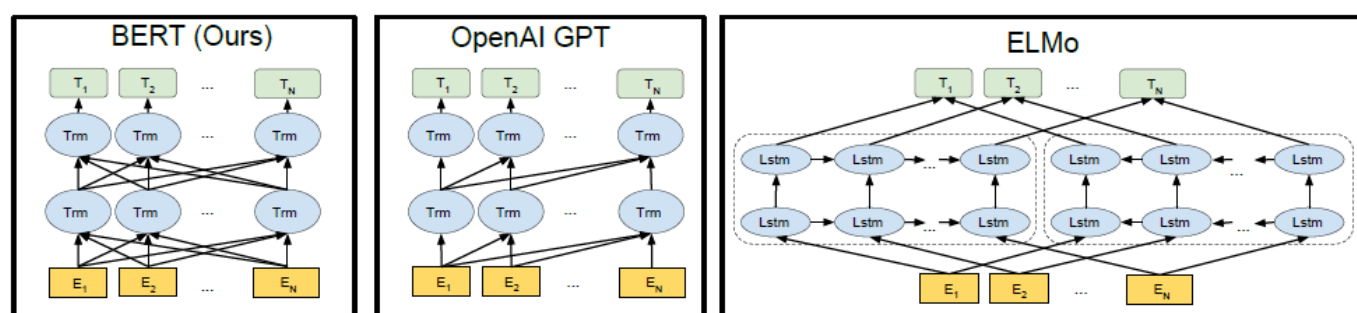 BERT (Ours) OpenAI GPT ELMo
T1 T2 ... TN T1 T2 ... TN T1 T2 ... TN
Trm Trm ... Trm Trm Trm ... Trm Lstm Lstm ... Lstm Lstm Lstm ... Lstm
Trm Trm ... Trm Trm Trm ... Trm Lstm Lstm ... Lstm Lstm Lstm ... Lstm
E1 E2 ... EN E1 E2 ... EN E1 E2 ... EN